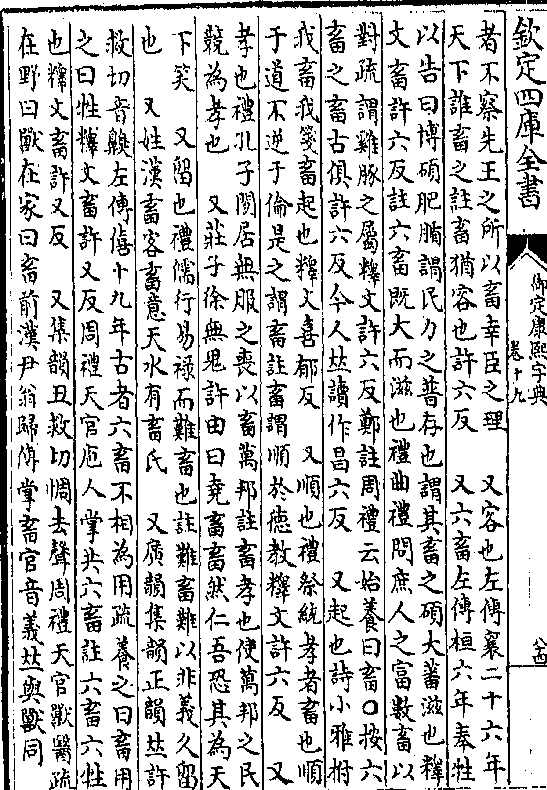 欽定四庫全書
御定康熙字典
卷十九
者不察先王之所以畜幸臣之理　又容也左傳襄二十六年
天下誰畜之註畜猶容也許六反　又六畜左傳桓六年奉牲
以告曰博碩肥腯謂民力之普存也謂其畜之碩大蕃滋也釋
文畜許六反註六畜既大而滋也禮曲禮問庶人之富數畜以
對疏謂雞豚之屬釋文許六反鄭註周禮云始養曰畜○按六
畜之畜古俱許六反今人𠀤讀作昌六反　又起也詩小雅拊
我畜我箋畜起也釋文喜郁反　又順也禮祭統孝者畜也順
于道不逆于倫是之謂畜註畜謂順於德教釋文許六反　又
孝也禮孔子閒居無服之喪以畜萬邦註畜孝也使萬邦之民
競為孝也　又莊子徐無鬼許由曰堯畜畜然仁吾恐其為天
下笑　又留也禮儒行易祿而難畜也註難畜難以非義久留
也　又姓漢畜客畜意天水有畜氏　又廣韻集韻正韻𠀤許
救切音齅左傳僖十九年古者六畜不相為用疏養之曰畜用
之曰牲釋文畜許又反周禮天官庖人掌共六畜註六畜六牲
也釋文畜許又反　又集韻丑救切惆去聲周禮天官獸醫疏
在野曰獸在家曰畜前漢尹翁歸傳掌畜官音義𠀤與獸同